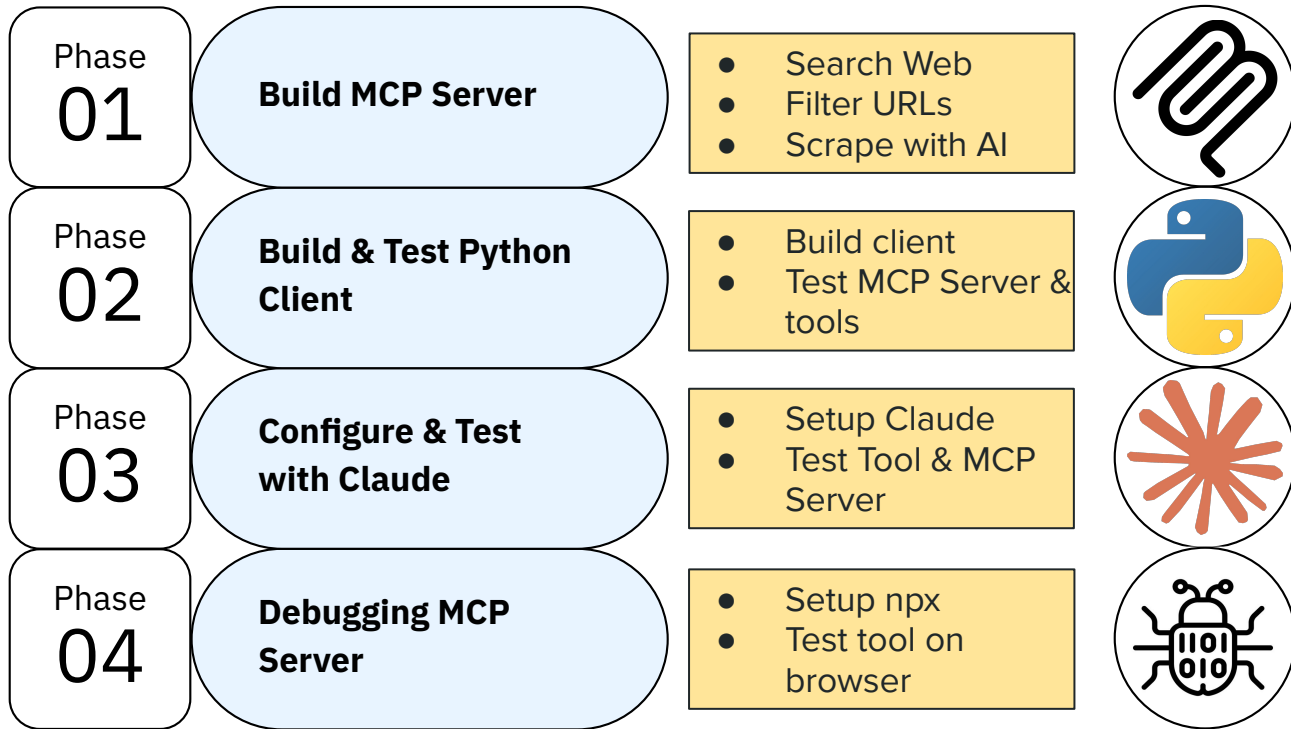 Phase
01
Build MCP Server
● Search Web
● Filter URLs
● Scrape with AI
Phase
02
Build & Test Python
Client
● Build client
● Test MCP Server &
tools
Phase
03
Configure & Test
with Claude
● Setup Claude
● Test Tool & MCP
Server
Phase
04
Debugging MCP
Server
● Setup npx
● Test tool on
browser
1101
010